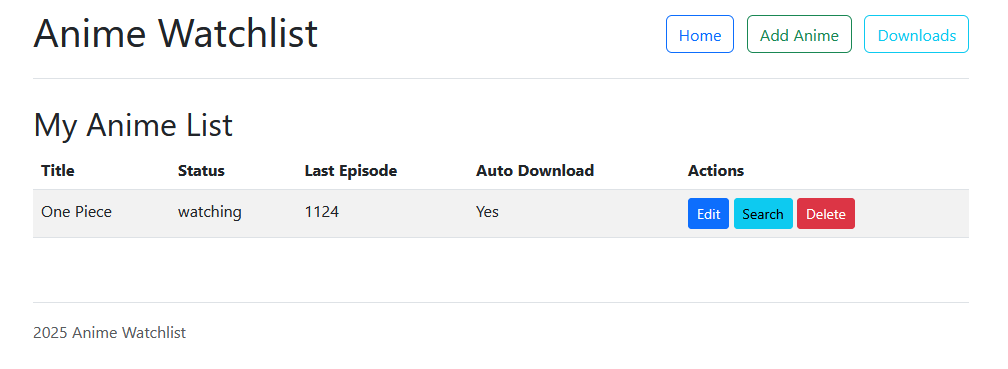 Anime Watchlist Home Add Anime Downloads
My Anime List
Title Status Last Episode Auto Download Actions
One Piece watching 1124 Yes Edit Search Delete
2025 Anime Watchlist